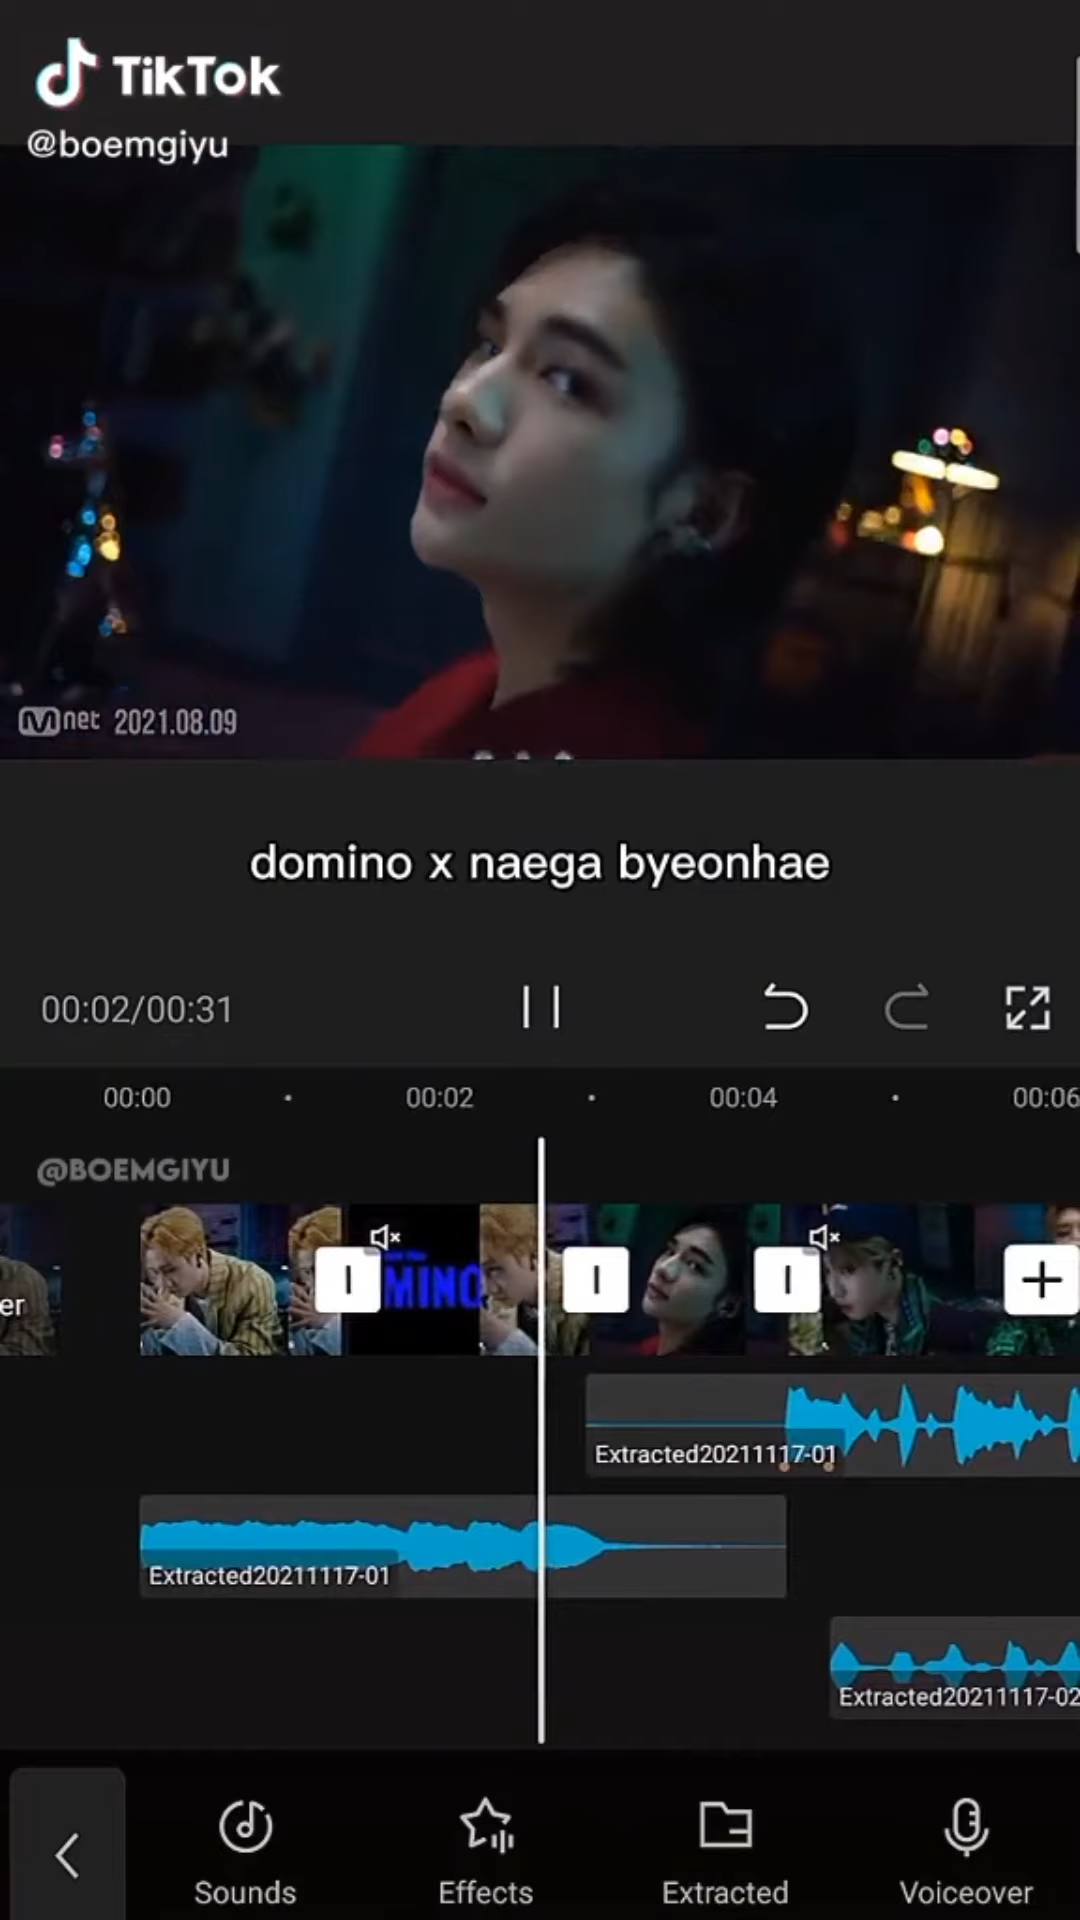 TikTok
@boemgiyu
Mnet 2021.08.09
domino x naega byeonhae
00:02/00:31
00:00
00:02
00:04
00:06
@BOEMGIYU
er
MINO
Extracted20211117-01
Extracted20211117-01
Extracted20211117-02
Sounds
Effects
Extracted
Voiceover